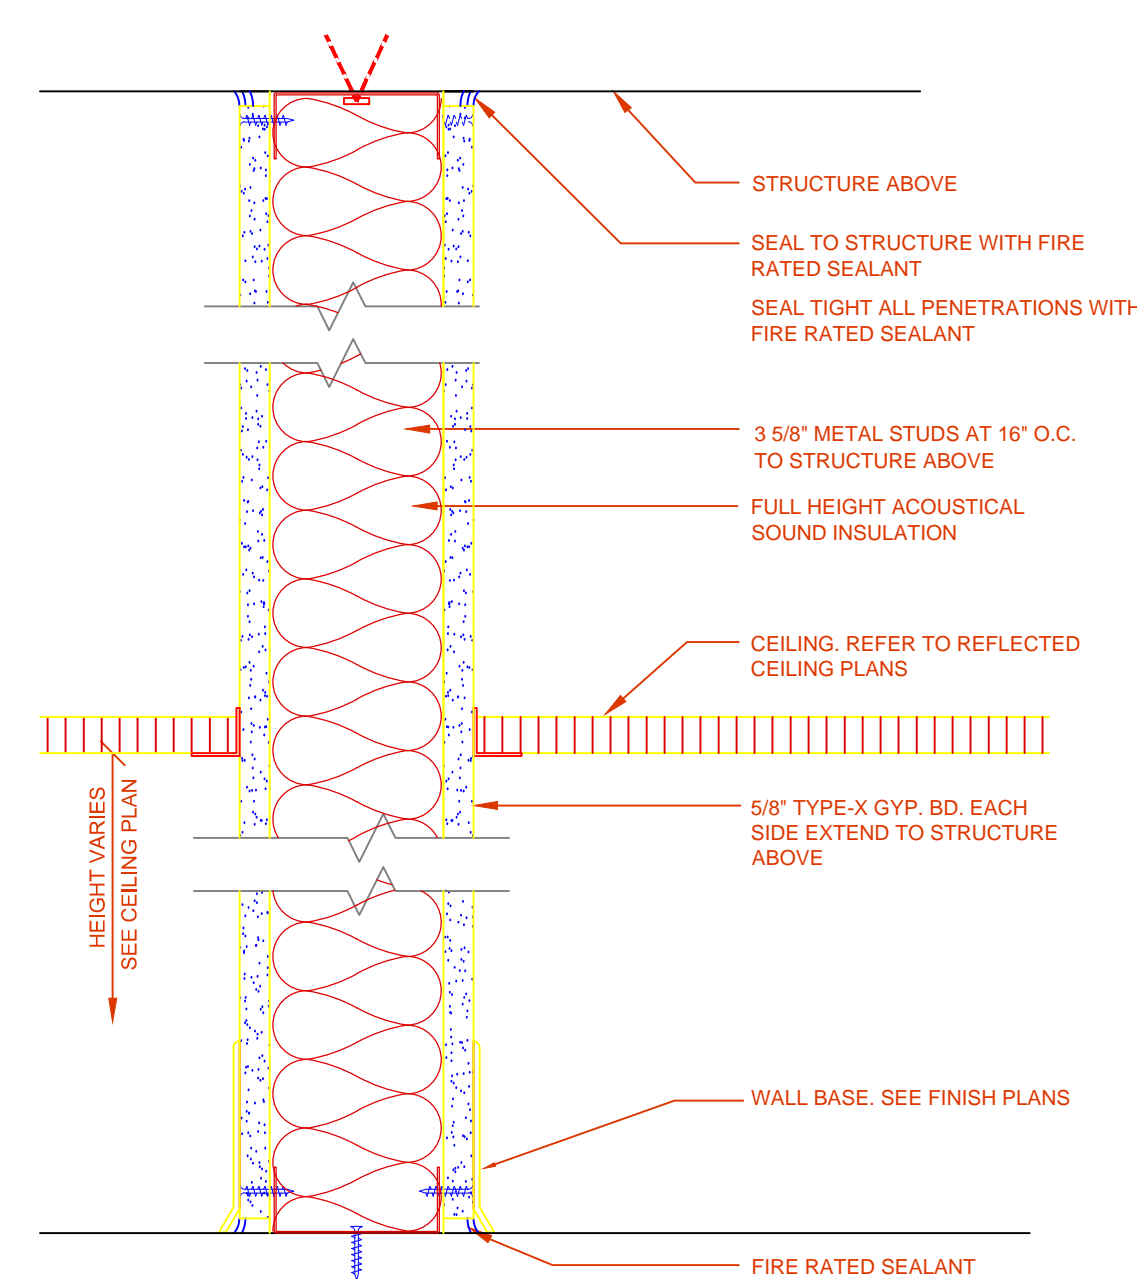 STRUCTURE ABOVE
SEAL TO STRUCTURE WITH FIRE
RATED SEALANT
SEAL TIGHT ALL PENETRATIONS WITH
FIRE RATED SEALANT
3 5/8" METAL STUDS AT 16" O.C.
TO STRUCTURE ABOVE
FULL HEIGHT ACOUSTICAL
SOUND INSULATION
CEILING. REFER TO REFLECTED
CEILING PLANS
HEIGHT VARIES
SEE CEILING PLAN
5/8" TYPE-X GYP. BD. EACH
SIDE EXTEND TO STRUCTURE
ABOVE
WALL BASE. SEE FINISH PLANS
FIRE RATED SEALANT